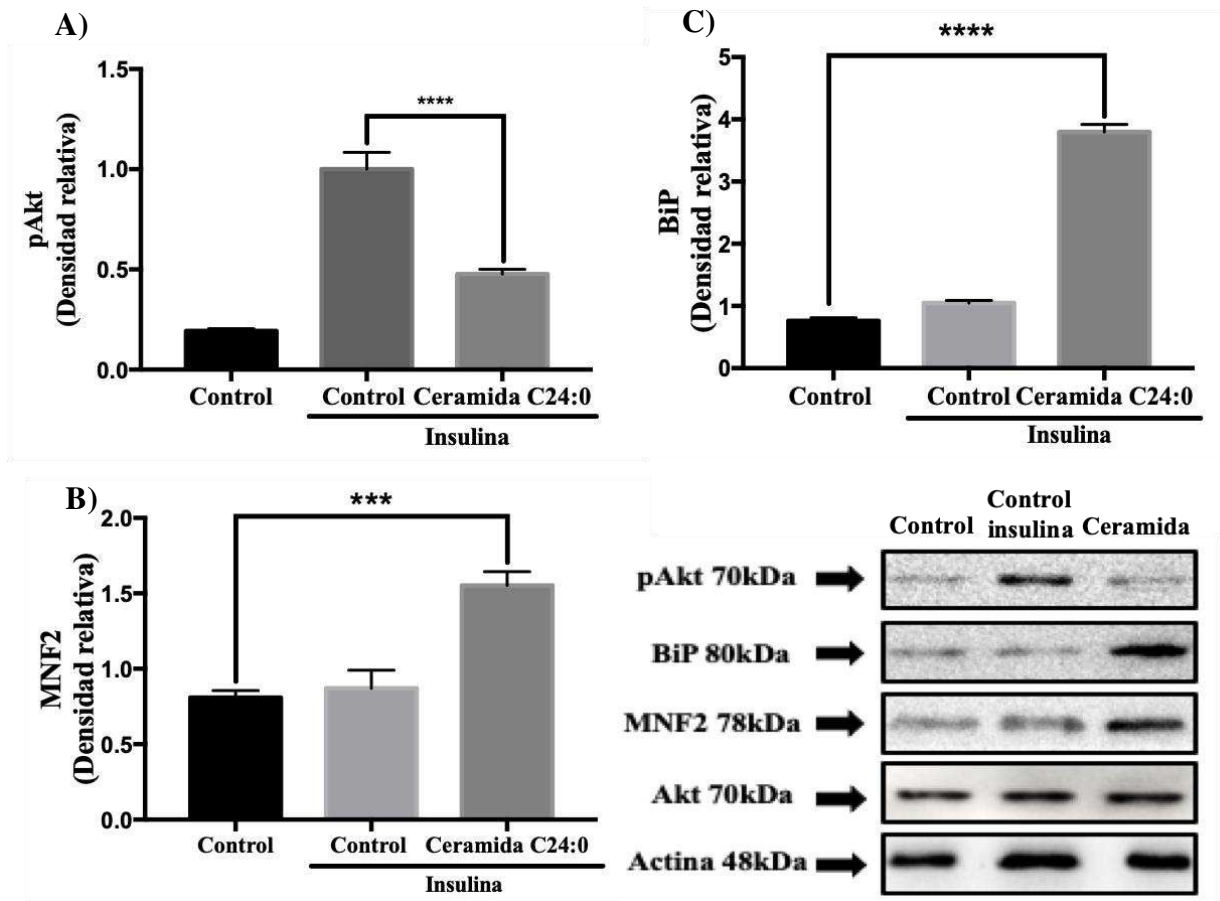 A)
pAkt
(Densidad relativa)
1.5
1.0
0.5
0.0
****
Control
Control
Ceramida C24:0
Insulina
C)
BiP
(Densidad relativa)
5
4
3
2
1
0
****
Control
Control
Ceramida C24:0
Insulina
B)
MNF2
(Densidad relativa)
2.0
1.5
1.0
0.5
0.0
***
Control
Control
Ceramida C24:0
Insulina
Control
Control
insulina
Ceramida
pAkt 70kDa
BiP 80kDa
MNF2 78kDa
Akt 70kDa
Actina 48kDa